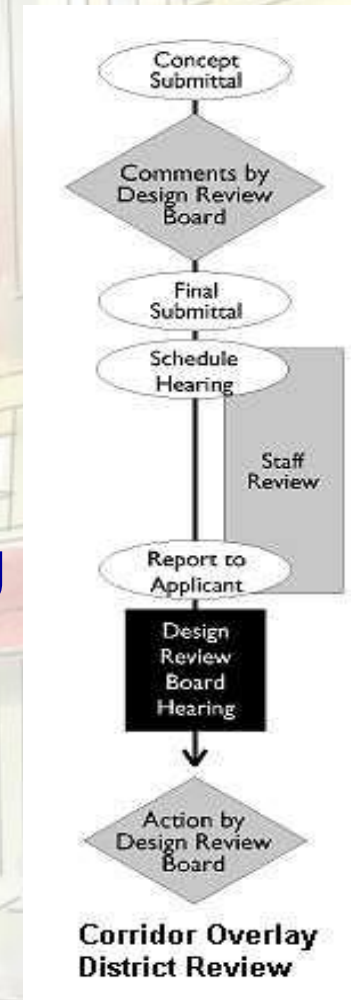 Concept
Submittal
Comments by
Design Review
Board
Final
Submittal
Schedule
Hearing
Staff
Review
Report to
Applicant
Design
Review
Board
Hearing
Action by
Design Review
Board
Corridor Overlay
District Review